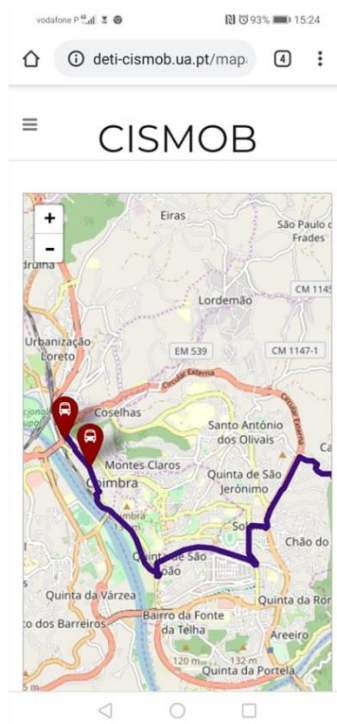 vodafone P
93%
15:24
deti-cismob.ua.pt/map
4
CISMOB
+
-
Eiras
São Paulo
Frades
CM 1145
Lordemão
Urbanização
Loreto
EM 539
CM 1147-1
Circular Externa
Coselhas
Circular Externa
Santo António
dos Olivais
Montes Claros
Coimbra
Quinta de São
Jerónimo
Chão do
Quinta de São
João
Quinta da Várzea
Quinta da Ror
Bairro da Fonte
da Telha
o dos Barreiros
Areeiro
120 m
132 m
Quinta da Portela